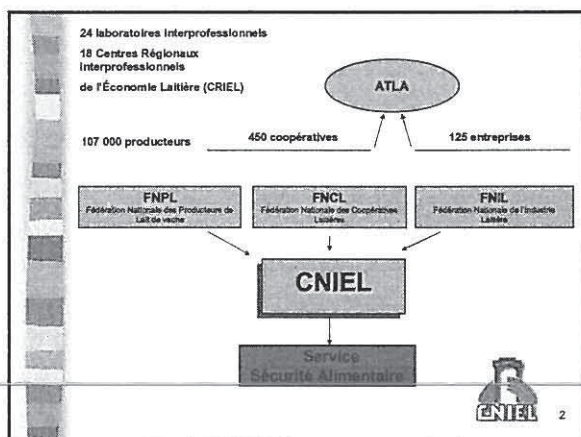 24 laboratoires interprofessionnels
18 Centres Régionaux
Interprofessionnels
de l'Économie Laitière (CRIEL)
ATLA
107 000 producteurs
450 coopératives
125 entreprises
FNPL
Fédération Nationale des Producteurs de
Lait de vache
FNCL
Fédération Nationale des Coopératives
Laitières
FNIL
Fédération Nationale de l'Industrie
Laitière
CNIEL
Service
Sécurité Alimentaire
CNIEL
2